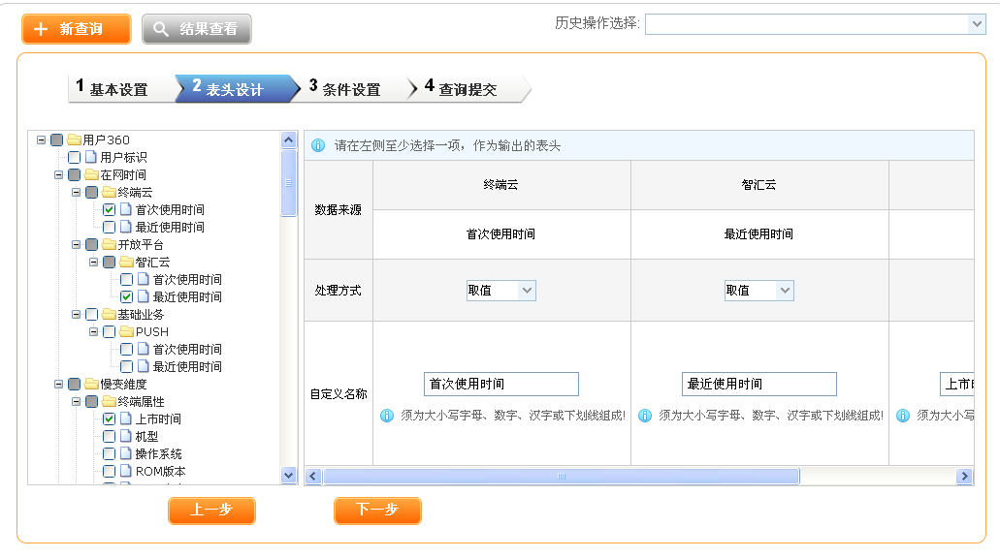 新查询
结果查看
历史操作选择:
1 基本设置
2 表头设计
3 条件设置
4 查询提交
用户360
用户标识
在网时间
终端云
首次使用时间
最近使用时间
开放平台
智汇云
首次使用时间
最近使用时间
基础业务
PUSH
首次使用时间
最近使用时间
慢变维度
终端属性
上市时间
机型
操作系统
ROM版本
请在左侧至少选择一项，作为输出的表头
数据来源
终端云
智汇云
首次使用时间
最近使用时间
处理方式
取值
取值
自定义名称
首次使用时间
最近使用时间
上市
须为大小写字母、数字、汉字或下划线组成!
须为大小写字母、数字、汉字或下划线组成!
须为大小写
上一步
下一步